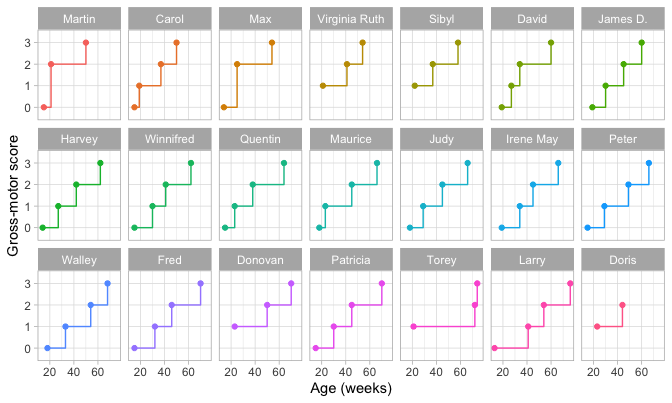 Martin Carol Max Virginia Ruth Sibyl David James D.
3
2
1
0
Harvey Winnifred Quentin Maurice Judy Irene May Peter
3
2
1
0
Gross-motor score
Walley Fred Donovan Patricia Torey Larry Doris
3
2
1
0
20 40 60 20 40 60 20 40 60 20 40 60 20 40 60 20 40 60 20 40 60
Age (weeks)